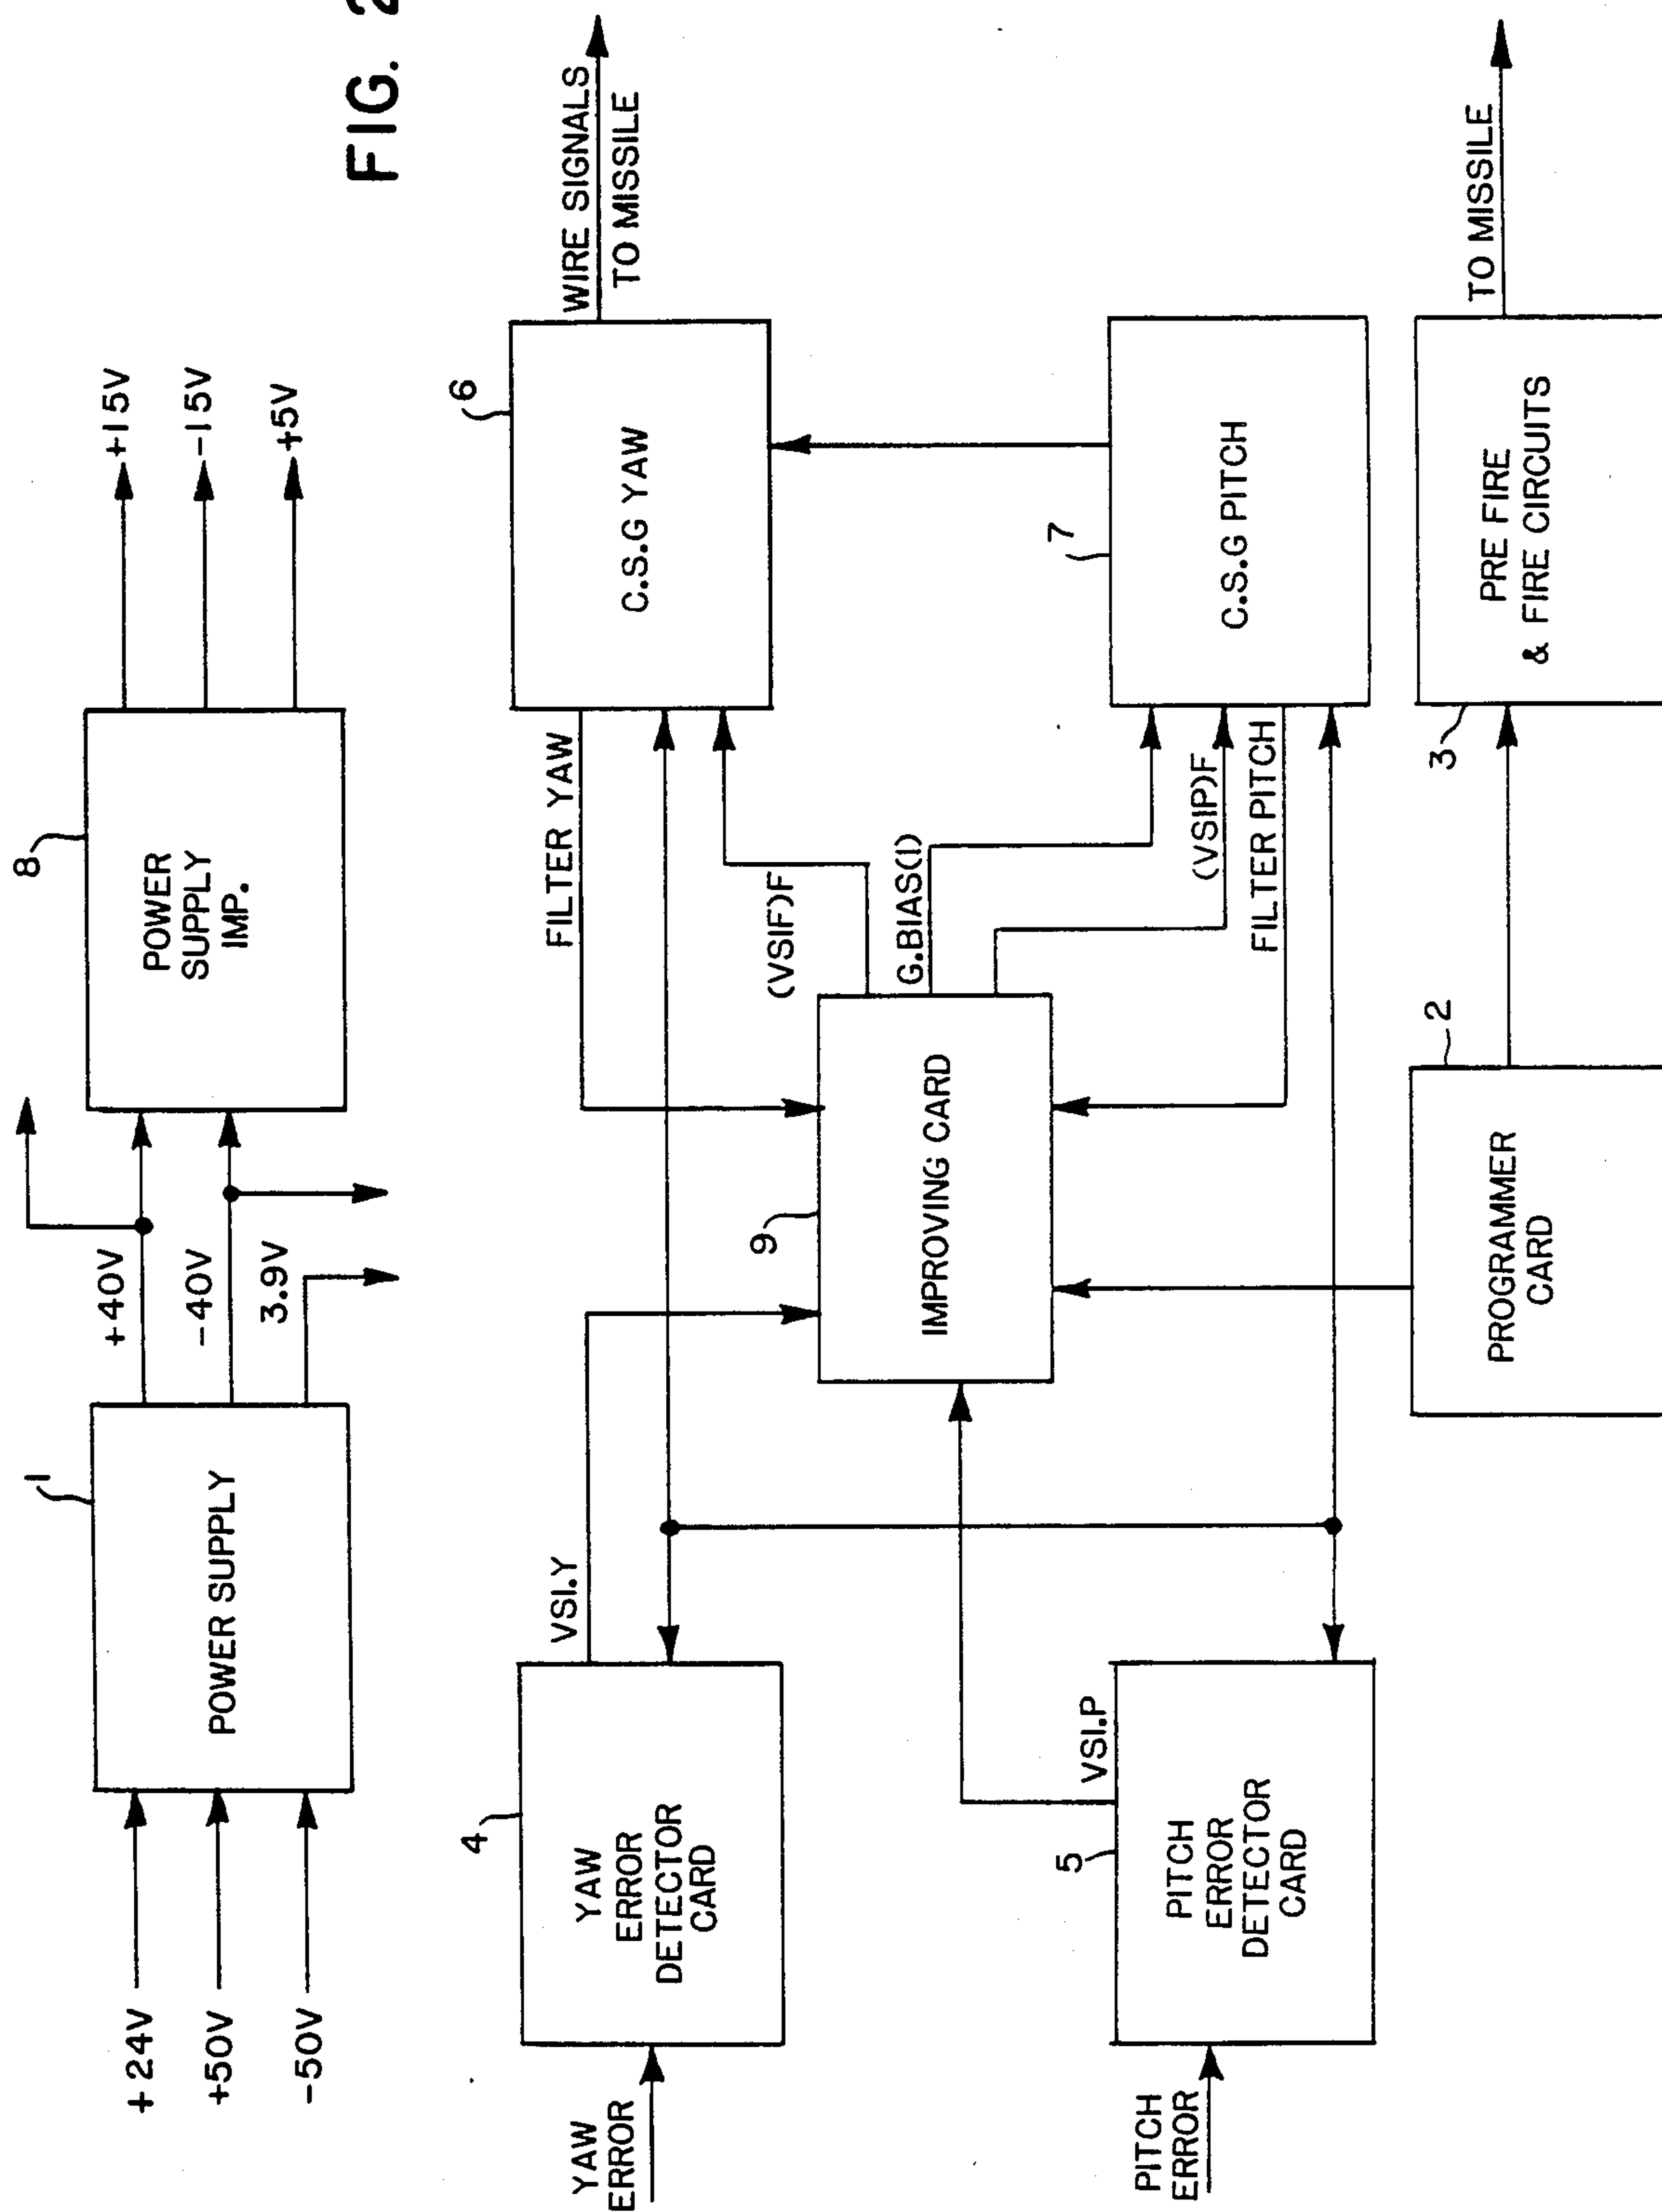 FIG. 2
+24V
+50V
-50V
1
POWER SUPPLY
+40V
-40V
3.9V
8
POWER
SUPPLY
IMP.
+15V
-15V
+5V
YAW
ERROR
4
YAW
ERROR
DETECTOR
CARD
VSI.Y
FILTER YAW
6
C.S.G YAW
WIRE SIGNALS
TO MISSILE
9
IMPROVING CARD
(VSIF)F
G.BIAS(1)
(VSIP)F
FILTER PITCH
PITCH
ERROR
5
PITCH
ERROR
DETECTOR
CARD
VSI.P
7
C.S.G PITCH
2
PROGRAMMER
CARD
3
PRE FIRE
& FIRE CIRCUITS
TO MISSILE